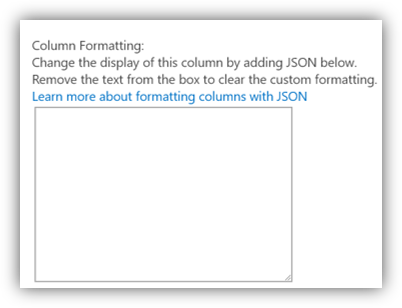 Column Formatting:
Change the display of this column by adding JSON below.
Remove the text from the box to clear the custom formatting.
Learn more about formatting columns with JSON